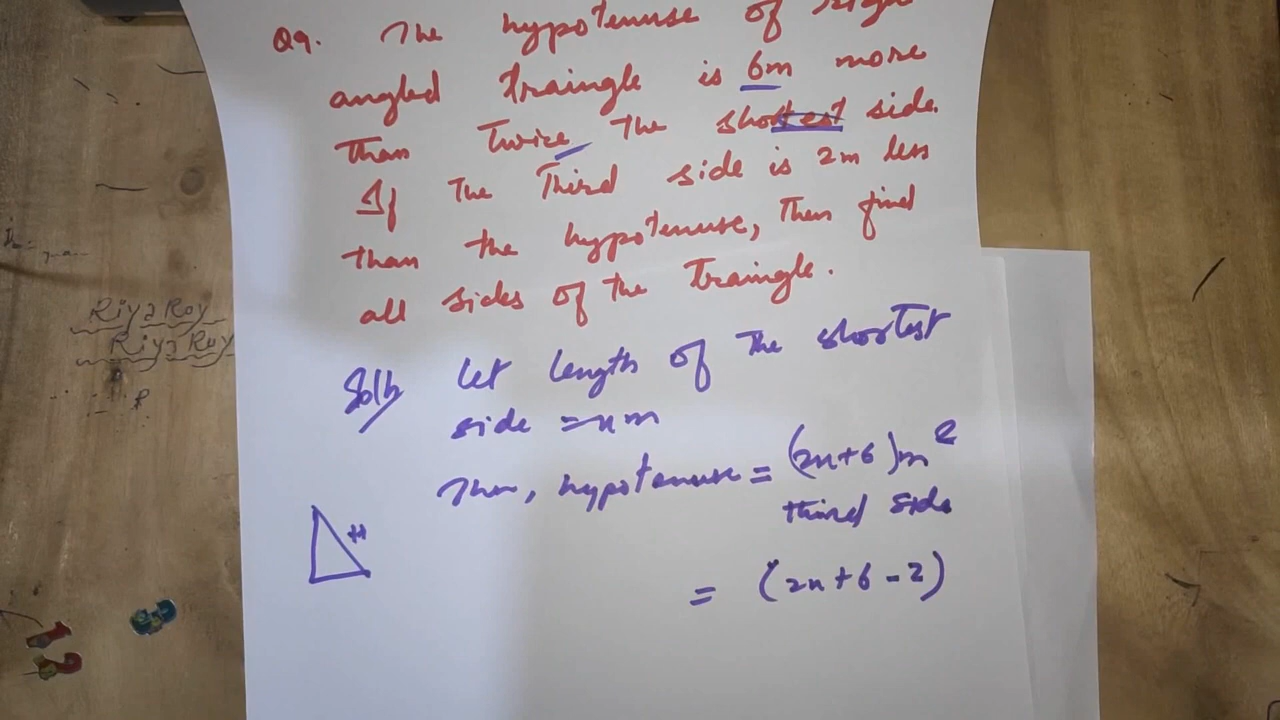 Q9. The hypotenuse of
angled traingle is 6m more
than twice the shortest side.
If the third side is 2m less
than the hypotenuse, then find
all sides of the traingle.
Soln let length of the shortest
side = x m
Then, hypotenuse = (2x+6)m
third side
= (2x+6-2)
H
Riya Roy
Riya Roy